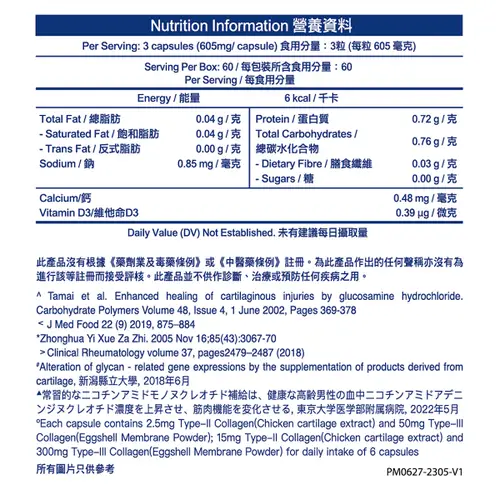 Nutrition Information 營養資料
Per Serving: 3 capsules (605mg/ capsule) 食用分量：3粒 (每粒 605 毫克)
Serving Per Box: 60 / 每包裝所含食用分量：60
Per Serving / 每食用分量
Energy / 能量 6 kcal / 千卡
Total Fat / 總脂肪 0.04 g / 克
- Saturated Fat / 飽和脂肪 0.04 g / 克
- Trans Fat / 反式脂肪 0.00 g / 克
Sodium / 鈉 0.85 mg / 毫克
Protein / 蛋白質 0.72 g / 克
Total Carbohydrates /
總碳水化合物 0.76 g / 克
- Dietary Fibre / 膳食纖維 0.03 g / 克
- Sugars / 糖 0.00 g / 克
Calcium/鈣 0.48 mg / 毫克
Vitamin D3/維他命D3 0.39 μg / 微克
Daily Value (DV) Not Established. 未有建議每日攝取量
此產品沒有根據《藥劑業及毒藥條例》或《中醫藥條例》註冊。為此產品作出的任何聲稱亦沒有為
進行該等註冊而接受評核。此產品並不供作診斷、治療或預防任何疾病之用。
^ Tamai et al. Enhanced healing of cartilaginous injuries by glucosamine hydrochloride.
Carbohydrate Polymers Volume 48, Issue 4, 1 June 2002, Pages 369-378
< J Med Food 22 (9) 2019, 875–884
*Zhonghua Yi Xue Za Zhi. 2005 Nov 16;85(43):3067-70
>Clinical Rheumatology volume 37, pages2479–2487 (2018)
#Alteration of glycan - related gene expressions by the supplementation of products derived from
cartilage, 新潟縣立大學, 2018年6月
▲常習的なニコチンアミドモノヌクレオチド補給は、健康な高齢男性の血中ニコチンアミドアデニ
ンジヌクレオチド濃度を上昇させ、筋肉機能を変化させる, 東京大学医学部附属病院, 2022年5月
°Each capsule contains 2.5mg Type-II Collagen(Chicken cartilage extract) and 50mg Type-III
Collagen(Eggshell Membrane Powder); 15mg Type-II Collagen(Chicken cartilage extract) and
300mg Type-III Collagen(Eggshell Membrane Powder) for daily intake of 6 capsules
所有圖片只供參考
PM0627-2305-V1